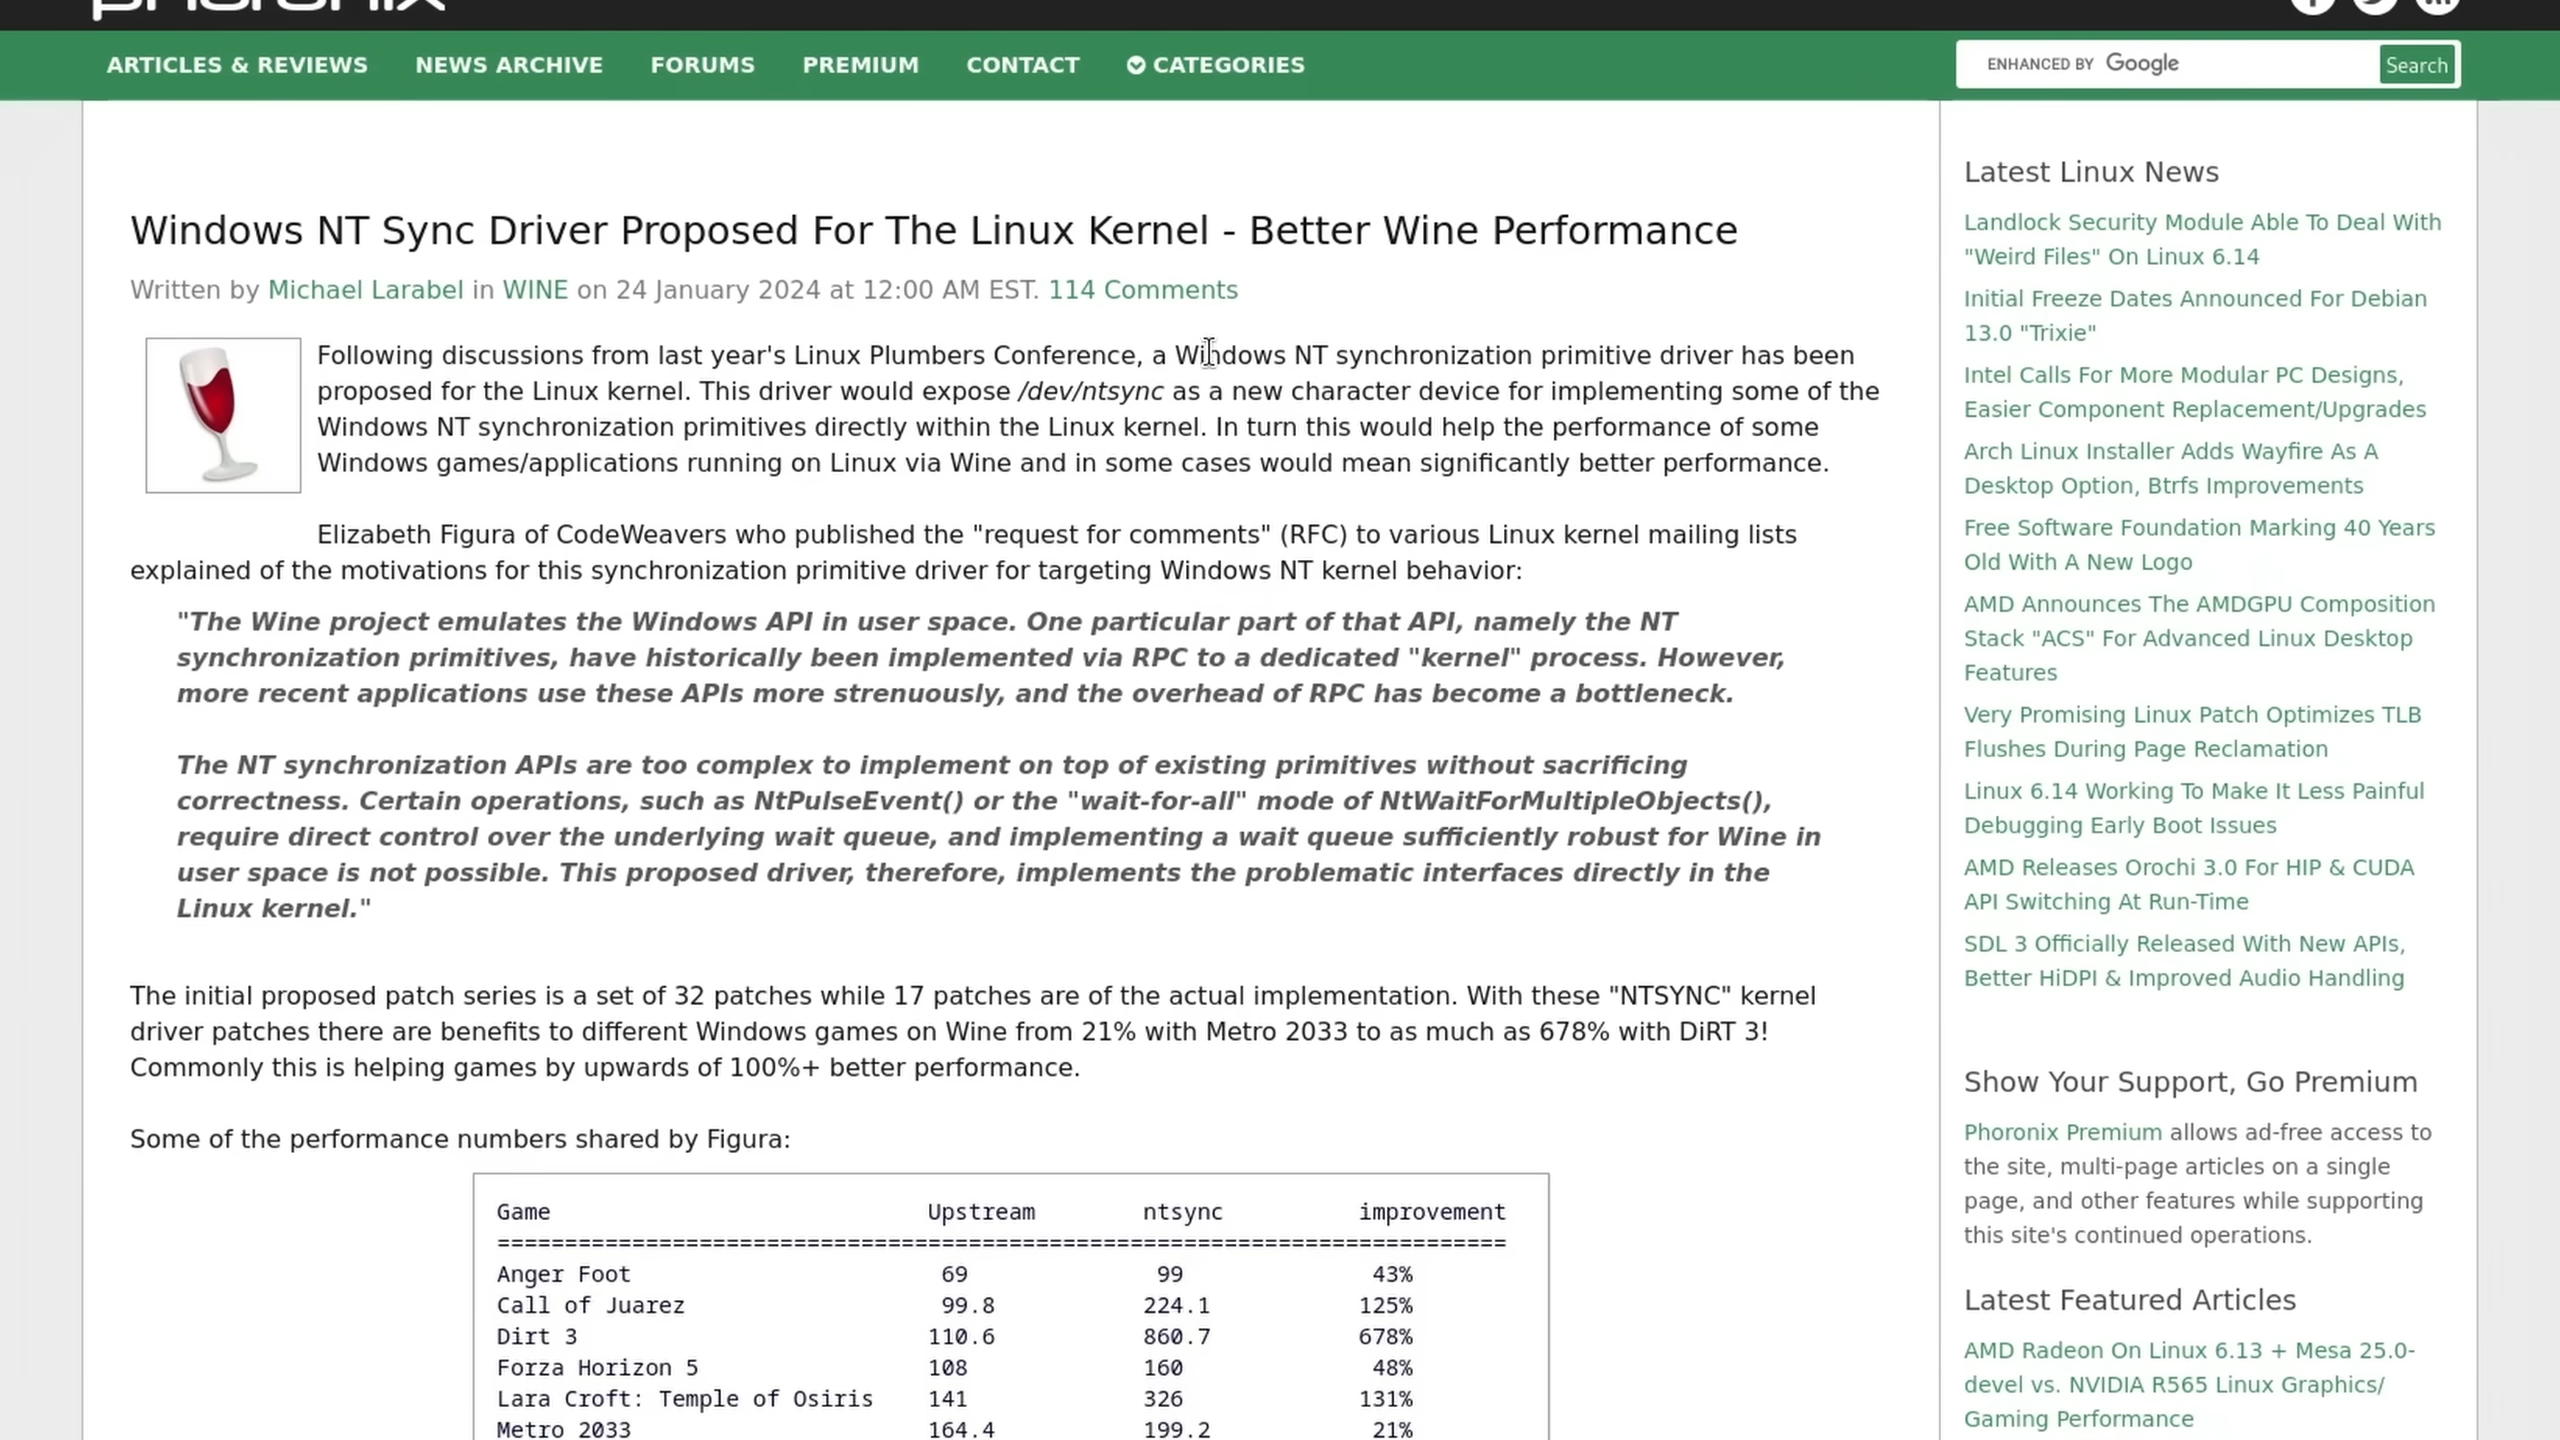 phoronix
ARTICLES & REVIEWS
NEWS ARCHIVE
FORUMS
PREMIUM
CONTACT
CATEGORIES
ENHANCED BY Google
Search
Windows NT Sync Driver Proposed For The Linux Kernel - Better Wine Performance
Written by Michael Larabel in WINE on 24 January 2024 at 12:00 AM EST. 114 Comments
Following discussions from last year's Linux Plumbers Conference, a Windows NT synchronization primitive driver has been
proposed for the Linux kernel. This driver would expose /dev/ntsync as a new character device for implementing some of the
Windows NT synchronization primitives directly within the Linux kernel. In turn this would help the performance of some
Windows games/applications running on Linux via Wine and in some cases would mean significantly better performance.
Elizabeth Figura of CodeWeavers who published the "request for comments" (RFC) to various Linux kernel mailing lists
explained of the motivations for this synchronization primitive driver for targeting Windows NT kernel behavior:
"The Wine project emulates the Windows API in user space. One particular part of that API, namely the NT
synchronization primitives, have historically been implemented via RPC to a dedicated "kernel" process. However,
more recent applications use these APIs more strenuously, and the overhead of RPC has become a bottleneck.
The NT synchronization APIs are too complex to implement on top of existing primitives without sacrificing
correctness. Certain operations, such as NtPulseEvent() or the "wait-for-all" mode of NtWaitForMultipleObjects(),
require direct control over the underlying wait queue, and implementing a wait queue sufficiently robust for Wine in
user space is not possible. This proposed driver, therefore, implements the problematic interfaces directly in the
Linux kernel."
The initial proposed patch series is a set of 32 patches while 17 patches are of the actual implementation. With these "NTSYNC" kernel
driver patches there are benefits to different Windows games on Wine from 21% with Metro 2033 to as much as 678% with DiRT 3!
Commonly this is helping games by upwards of 100%+ better performance.
Some of the performance numbers shared by Figura:
Game Upstream ntsync improvement
===========================================================================
Anger Foot 69 99 43%
Call of Juarez 99.8 224.1 125%
Dirt 3 110.6 860.7 678%
Forza Horizon 5 108 160 48%
Lara Croft: Temple of Osiris 141 326 131%
Metro 2033 164.4 199.2 21%
Latest Linux News
Landlock Security Module Able To Deal With
"Weird Files" On Linux 6.14
Initial Freeze Dates Announced For Debian
13.0 "Trixie"
Intel Calls For More Modular PC Designs,
Easier Component Replacement/Upgrades
Arch Linux Installer Adds Wayfire As A
Desktop Option, Btrfs Improvements
Free Software Foundation Marking 40 Years
Old With A New Logo
AMD Announces The AMDGPU Composition
Stack "ACS" For Advanced Linux Desktop
Features
Very Promising Linux Patch Optimizes TLB
Flushes During Page Reclamation
Linux 6.14 Working To Make It Less Painful
Debugging Early Boot Issues
AMD Releases Orochi 3.0 For HIP & CUDA
API Switching At Run-Time
SDL 3 Officially Released With New APIs,
Better HiDPI & Improved Audio Handling
Show Your Support, Go Premium
Phoronix Premium allows ad-free access to
the site, multi-page articles on a single
page, and other features while supporting
this site's continued operations.
Latest Featured Articles
AMD Radeon On Linux 6.13 + Mesa 25.0-
devel vs. NVIDIA R565 Linux Graphics/
Gaming Performance